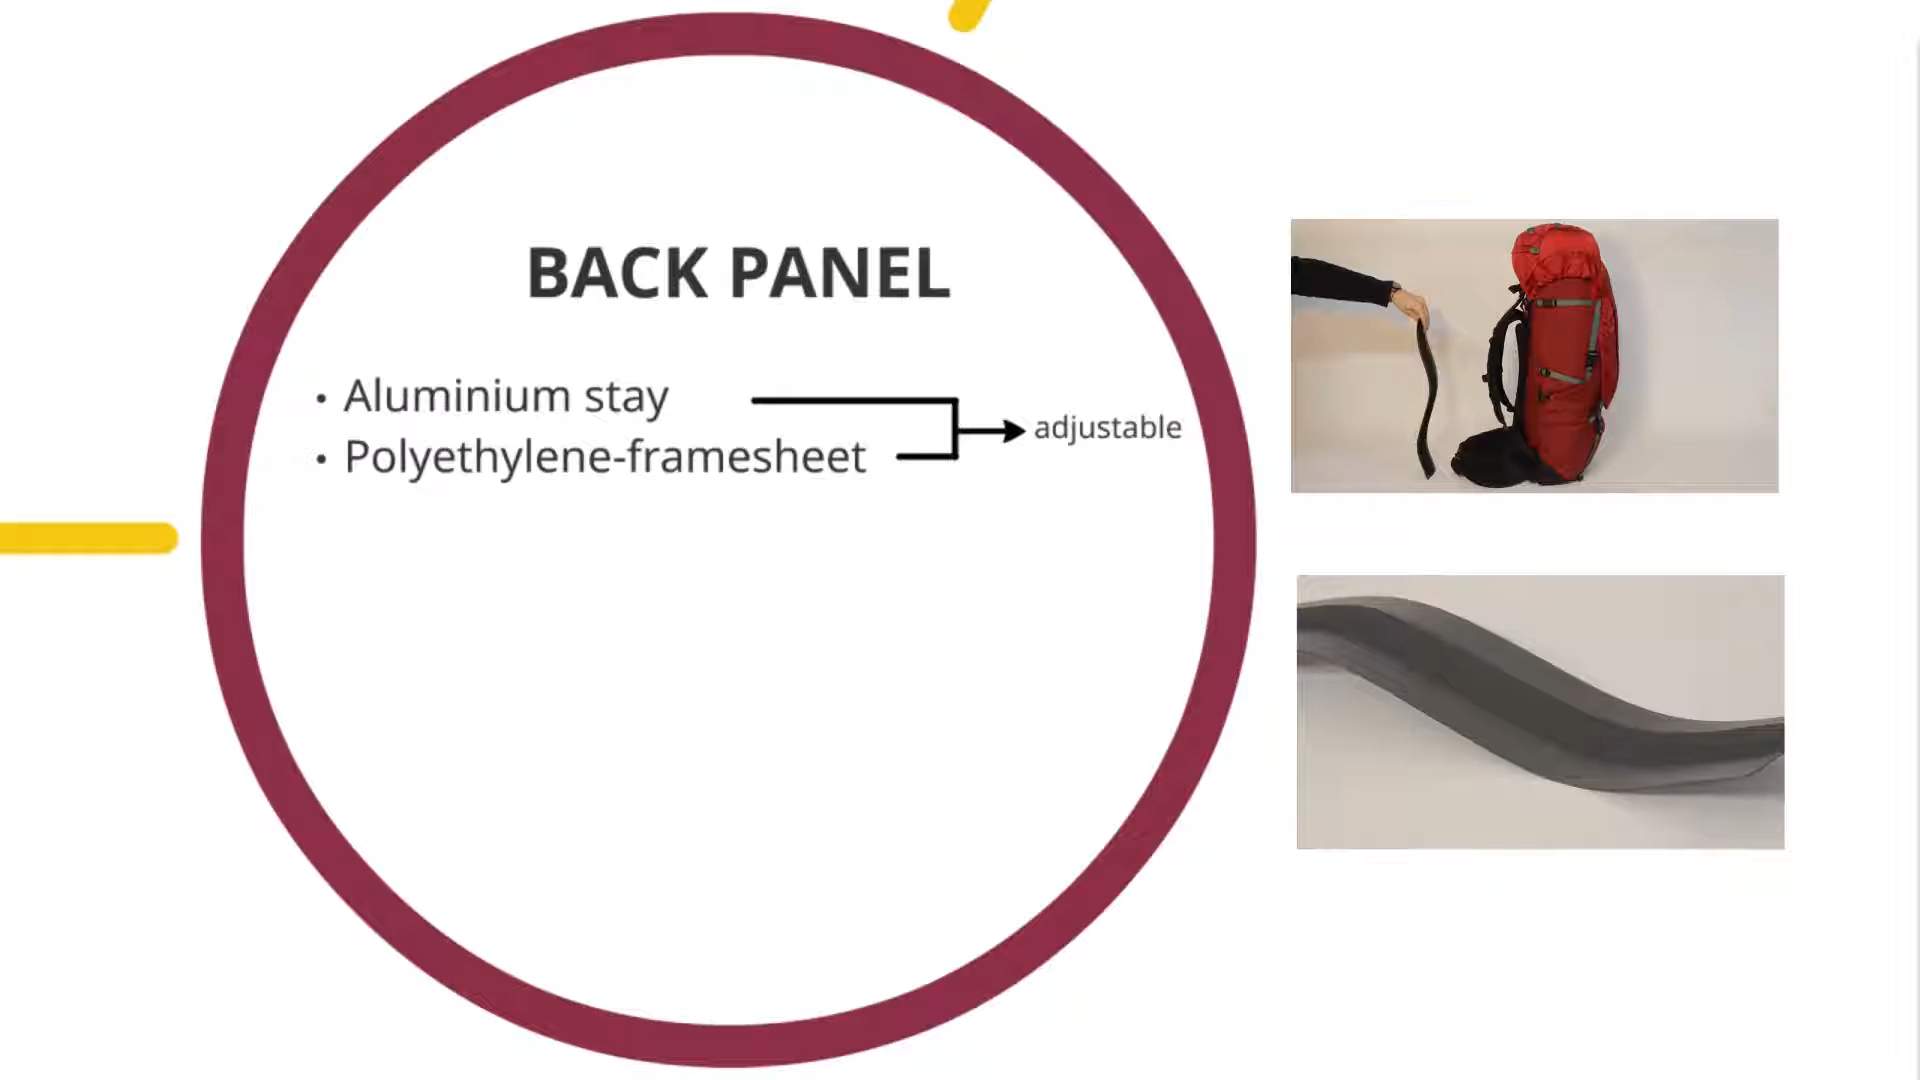 BACK PANEL
• Aluminium stay
• Polyethylene-framesheet
adjustable